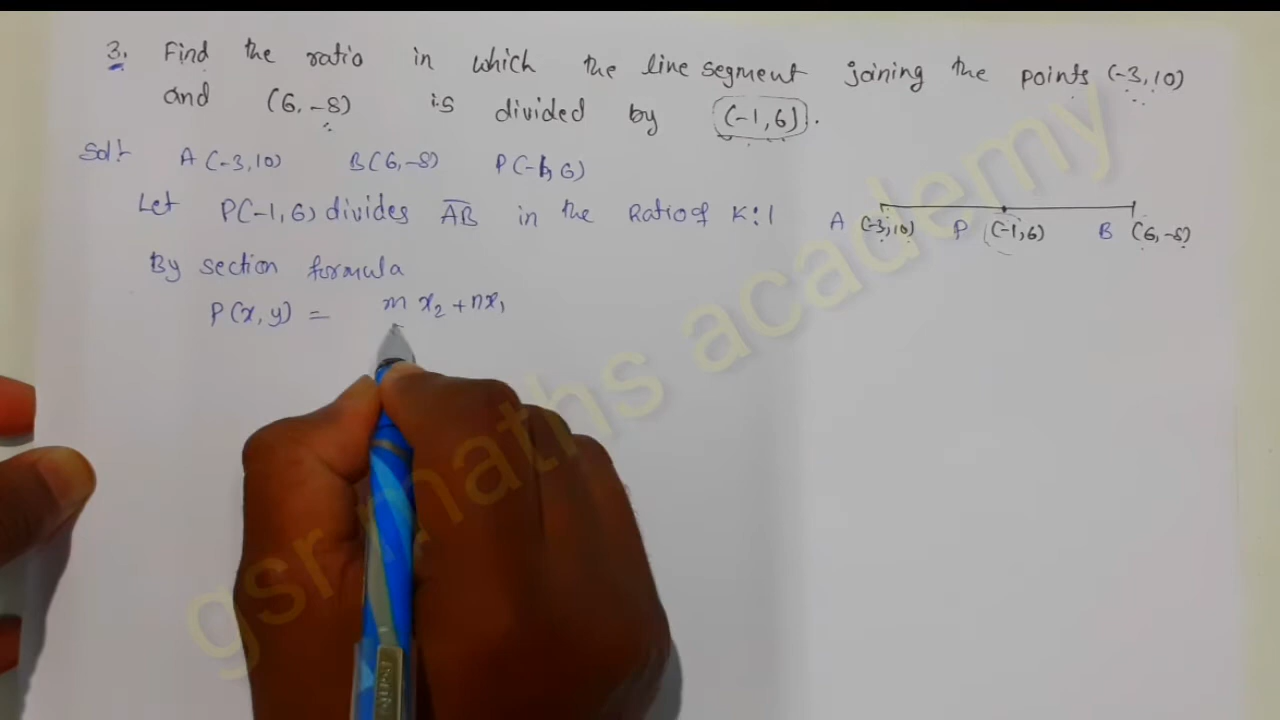 3. Find the ratio in which the line segment joining the points (-3,10)
and (6,-8) is divided by (-1,6).
Sol: A (-3,10) B(6,-8) P(-1,6)
Let P(-1,6) divides A̅B̅ in the Ratio of K:1
A (-3,10) P (-1,6) B (6,-8)
By section formula
P(x,y) = m x₂ + nx₁
gsr maths academy